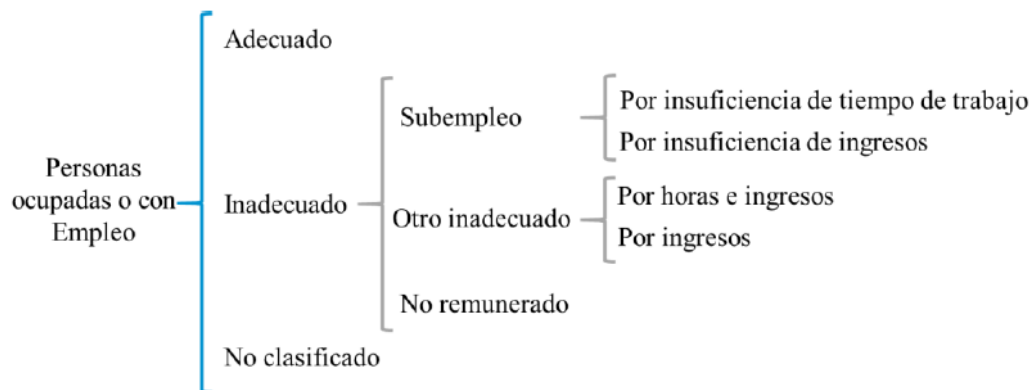 Personas
ocupadas o con
Empleo
Adecuado
Inadecuado
Subempleo
Por insuficiencia de tiempo de trabajo
Por insuficiencia de ingresos
Otro inadecuado
Por horas e ingresos
Por ingresos
No remunerado
No clasificado